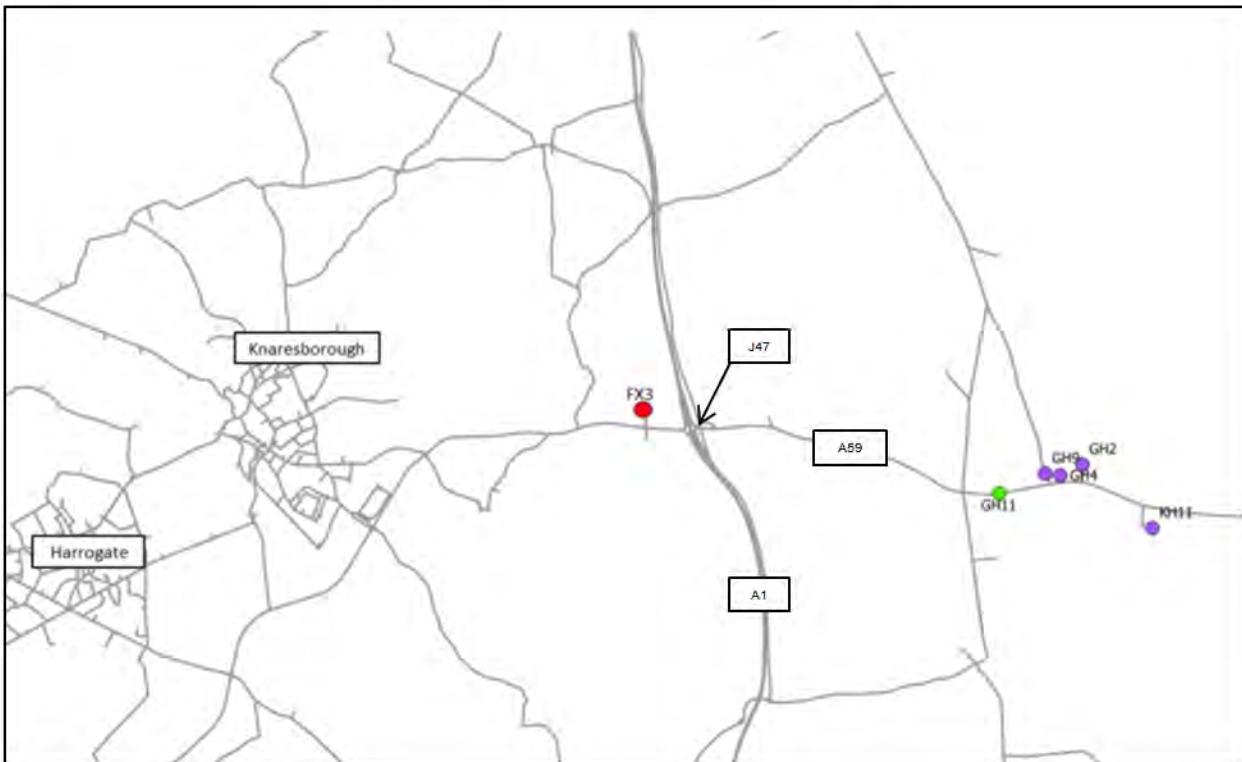 Knaresborough
J47
FX3
A59
GH9
GH2
GH4
GH11
KH11
Harrogate
A1